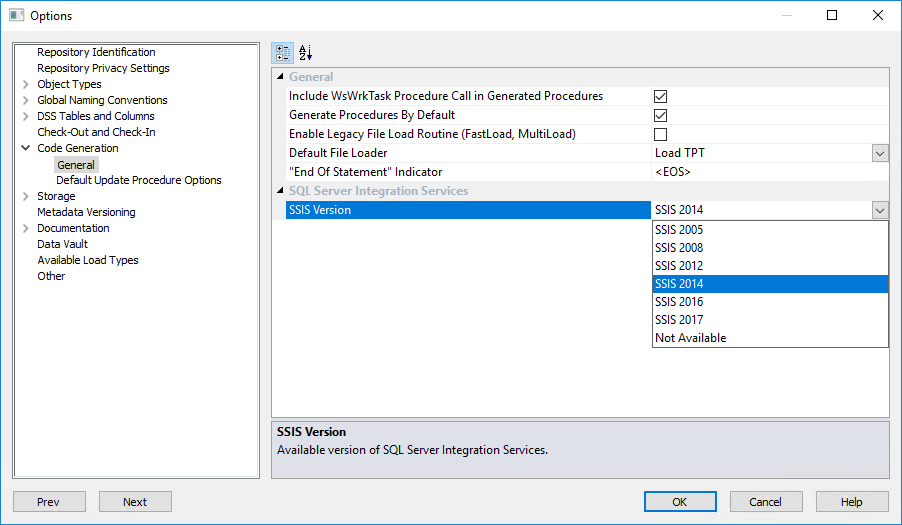 Options
Repository Identification
Repository Privacy Settings
Object Types
Global Naming Conventions
DSS Tables and Columns
Check-Out and Check-In
Code Generation
General
Default Update Procedure Options
Storage
Metadata Versioning
Documentation
Data Vault
Available Load Types
Other
General
Include WsWrkTask Procedure Call in Generated Procedures
Generate Procedures By Default
Enable Legacy File Load Routine (FastLoad, MultiLoad)
Default File Loader Load TPT
"End Of Statement" Indicator <EOS>
SQL Server Integration Services
SSIS Version SSIS 2014
SSIS 2005
SSIS 2008
SSIS 2012
SSIS 2014
SSIS 2016
SSIS 2017
Not Available
SSIS Version
Available version of SQL Server Integration Services.
Prev Next OK Cancel Help